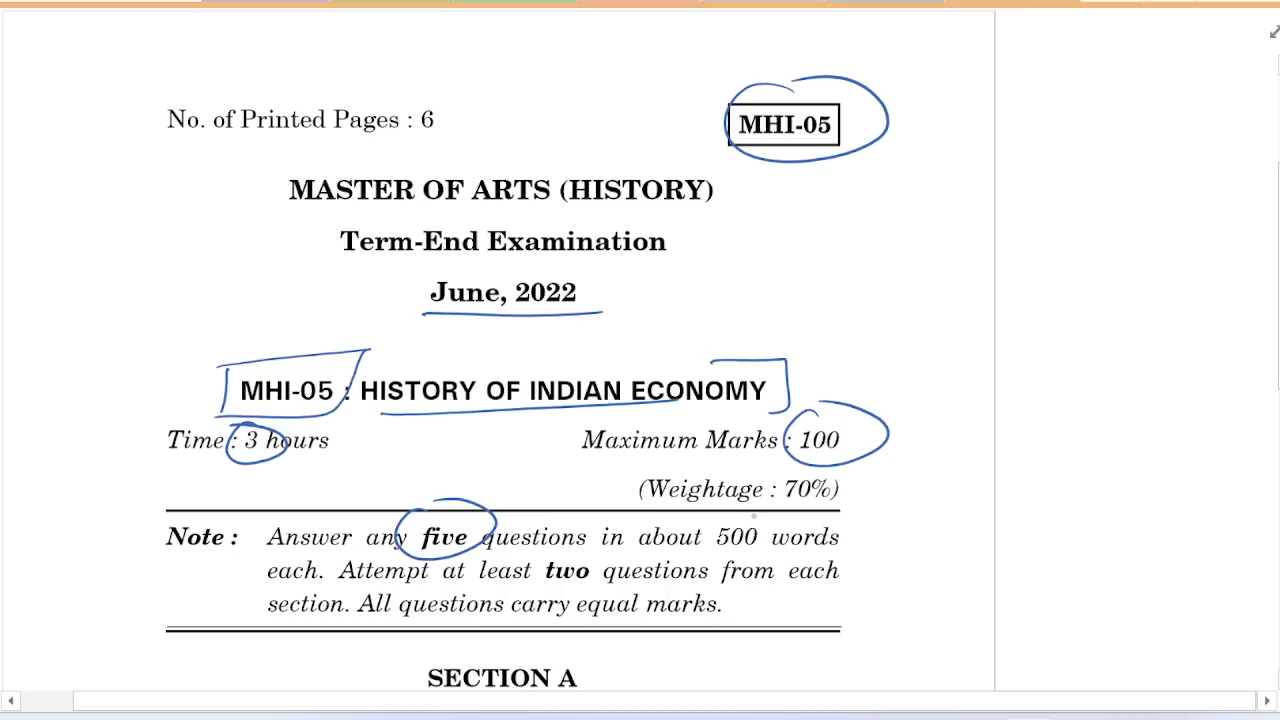 No. of Printed Pages : 6
MHI-05
MASTER OF ARTS (HISTORY)
Term-End Examination
June, 2022
MHI-05 : HISTORY OF INDIAN ECONOMY
Time : 3 hours Maximum Marks : 100
(Weightage : 70%)
Note : Answer any five questions in about 500 words
each. Attempt at least two questions from each
section. All questions carry equal marks.
SECTION A